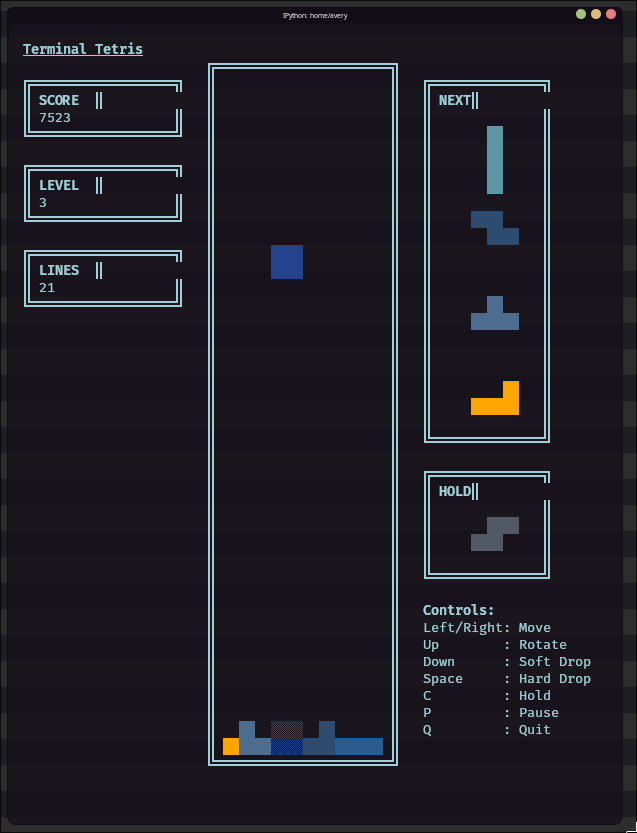 IPython: home/avery
Terminal Tetris
SCORE
7523
LEVEL
3
LINES
21
NEXT
HOLD
Controls:
Left/Right: Move
Up        : Rotate
Down      : Soft Drop
Space     : Hard Drop
C         : Hold
P         : Pause
Q         : Quit